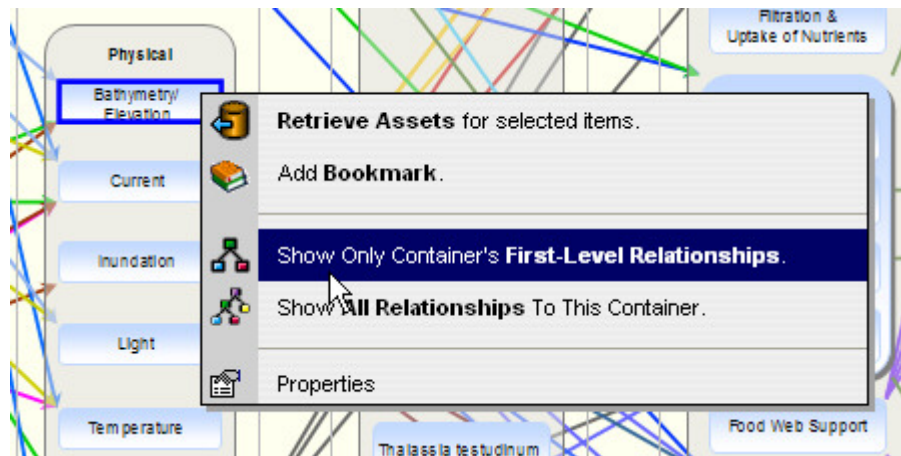 Filtration &
Uptake of Nutrients
Physical
Bathymetry/
Elevation
Retrieve Assets for selected items.
Add Bookmark.
Current
Show Only Container's First-Level Relationships.
Inundation
Show All Relationships To This Container.
Light
Properties
Temperature
Food Web Support
Thalassia testudinum